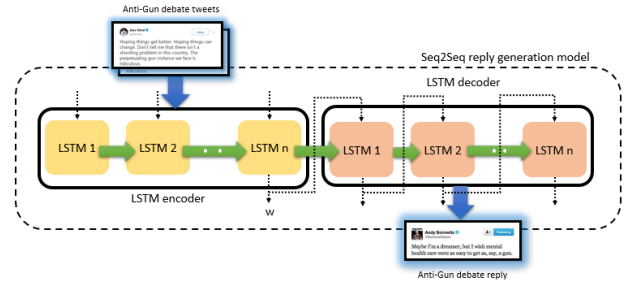 Anti-Gun debate tweets
Hoping things get better. Hoping things can
change. Don't tell me that there isn't a
shooting problem in this country. The
perpetuating gun violence we face is
ridiculous.
Seq2Seq reply generation model
LSTM decoder
LSTM 1
LSTM 2
LSTM n
LSTM 1
LSTM 2
LSTM n
LSTM encoder
w
Andy Borowitz
Following
Maybe I'm a dreamer, but I wish mental
health care were as easy to get as, say, a gun.
Anti-Gun debate reply